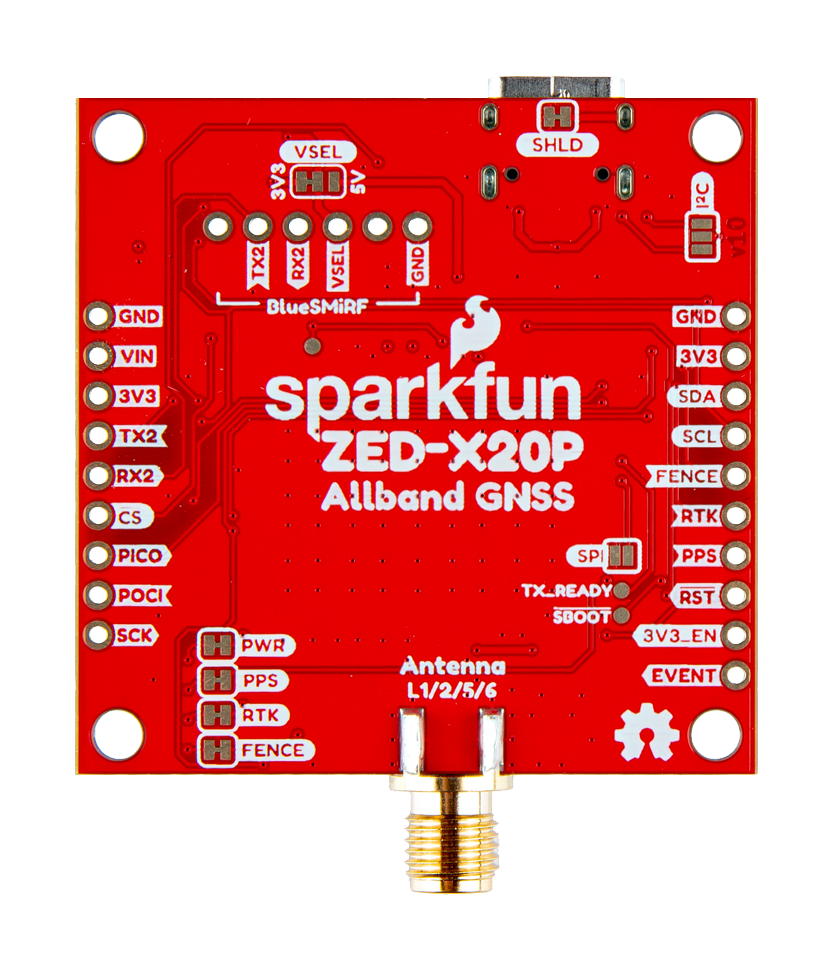 SHLD
VSEL
3V3
5V
I²C
V10
TX2
RX2
VSEL
GND
BlueSMiRF
GND
VIN
3V3
TX2
RX2
CS
PICO
POCI
SCK
GND
3V3
SDA
SCL
FENCE
RTK
PPS
RST
3V3_EN
EVENT
sparkfun
ZED-X20P
Allband GNSS
SPI
TX_READY
SBOOT
PWR
PPS
RTK
FENCE
Antenna
L1/2/5/6